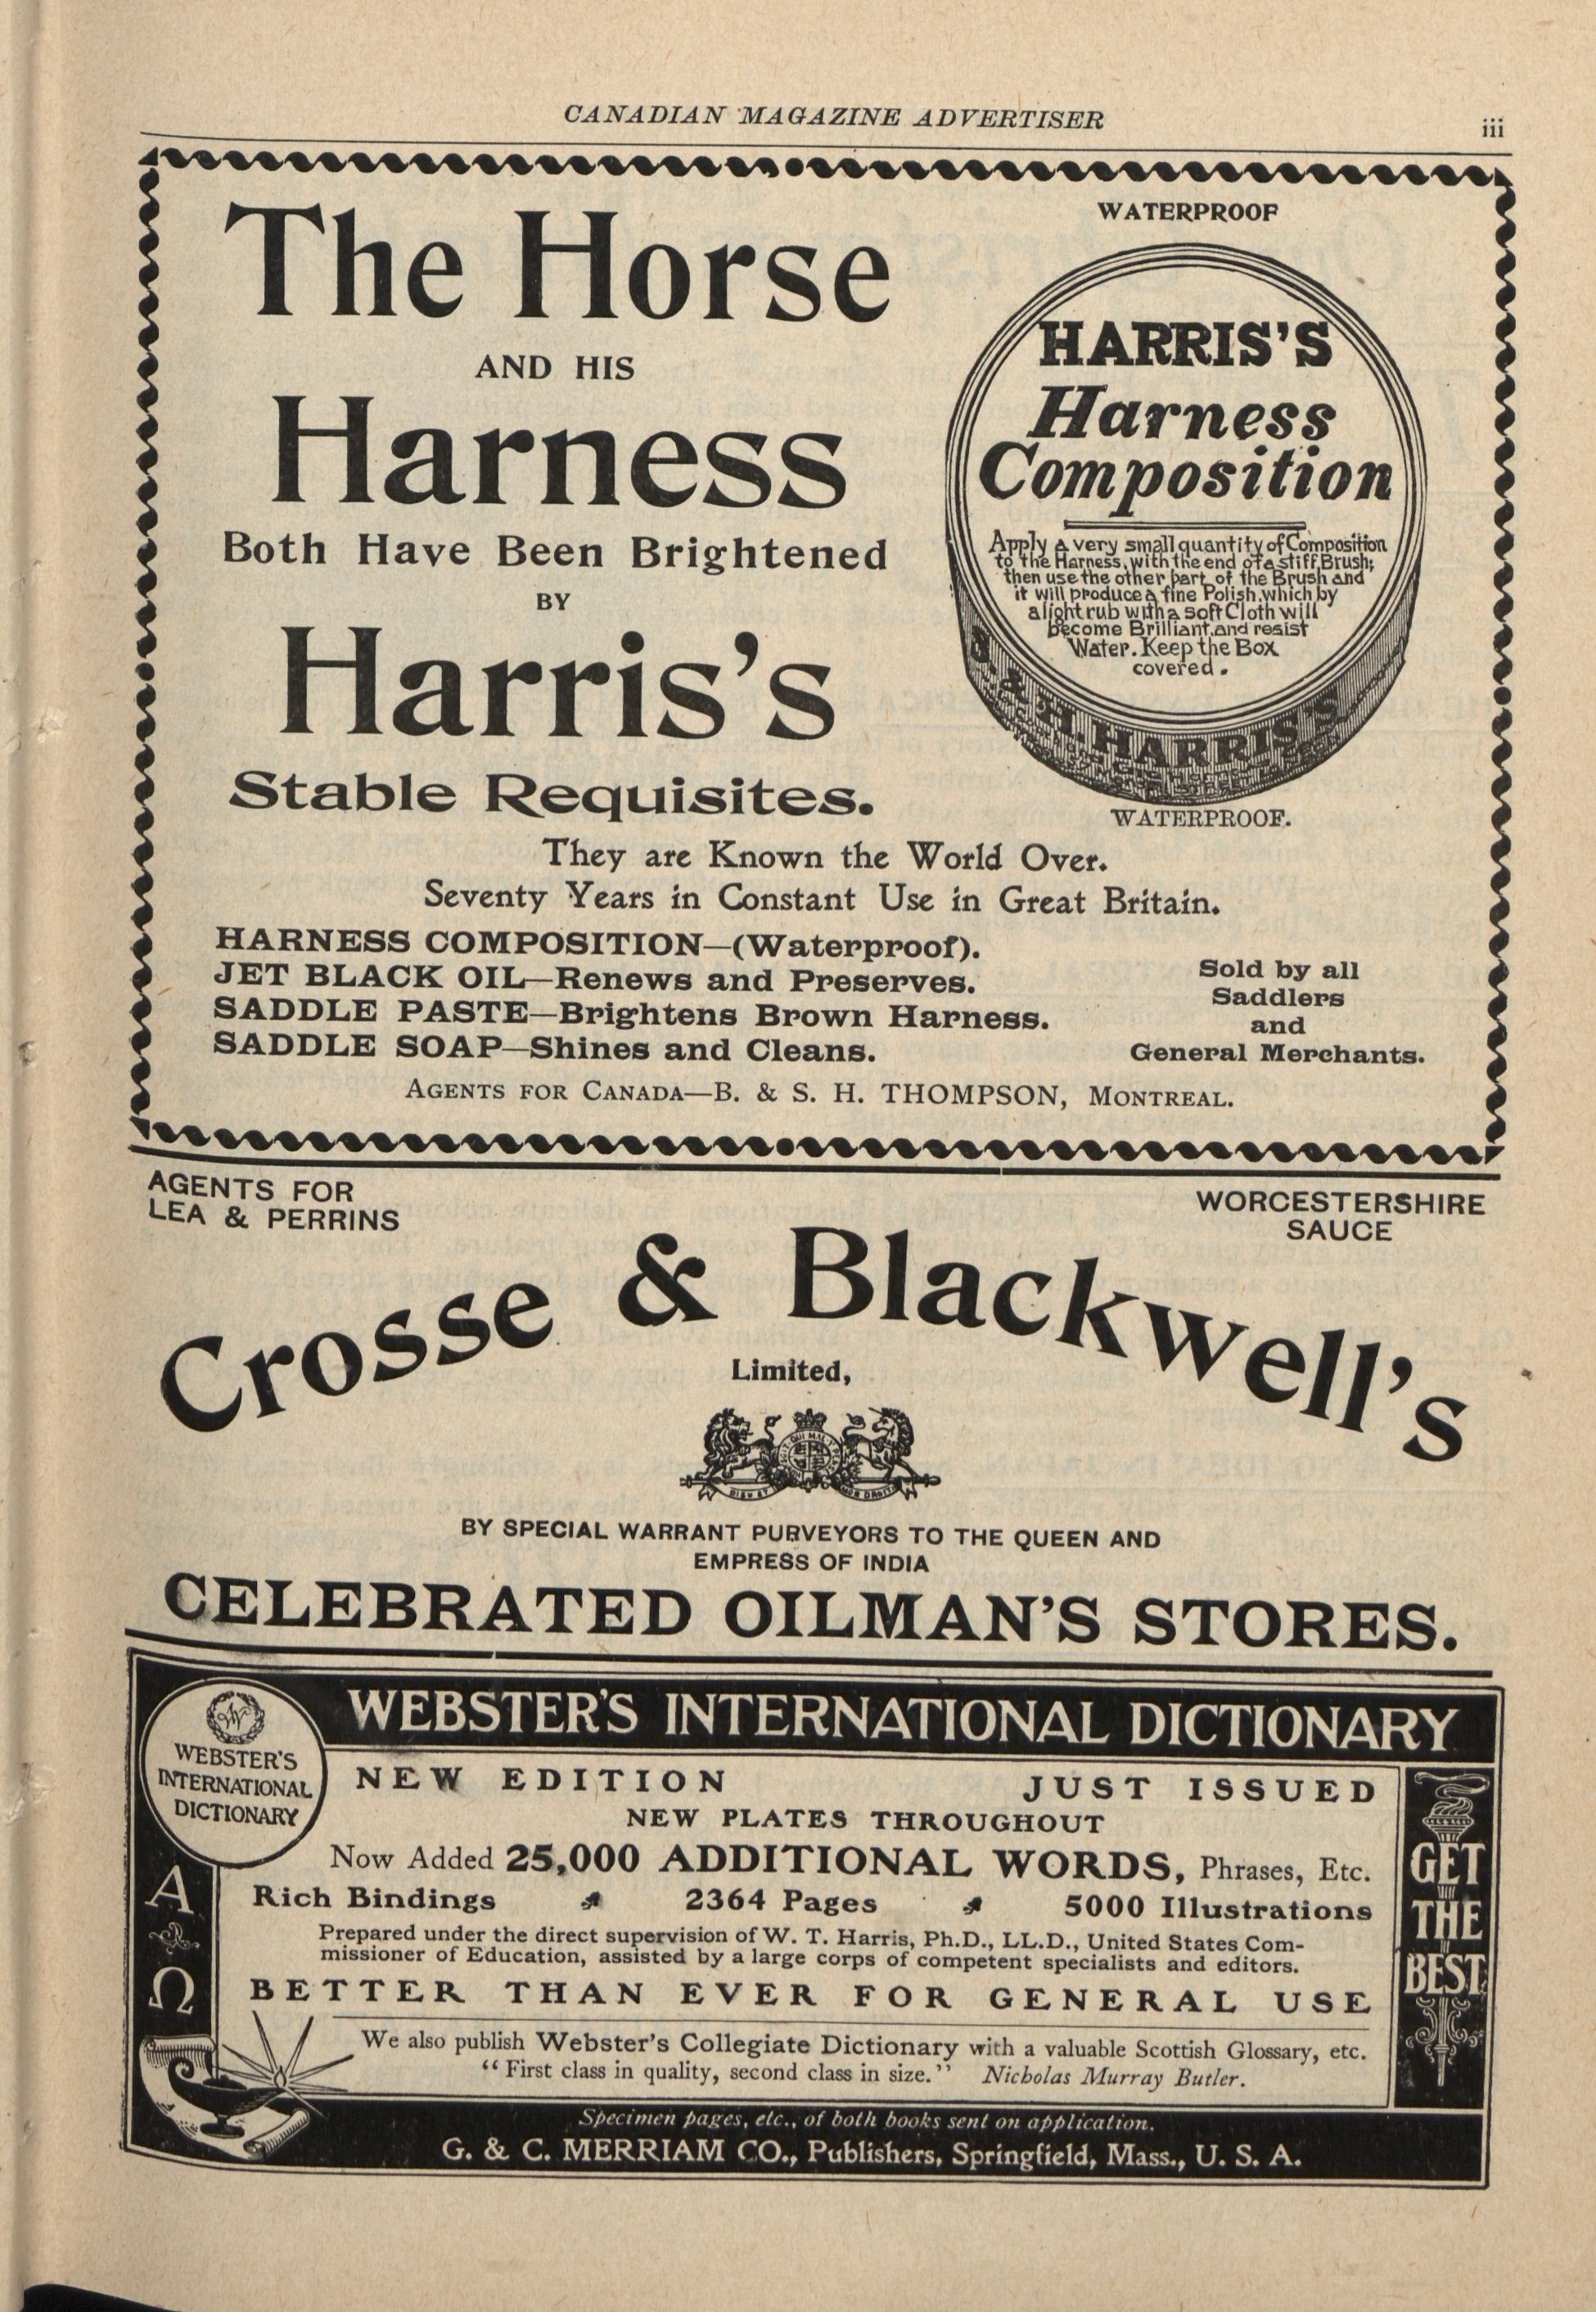 CANADIAN MAGAZINE ADVERTISER
iii
The Horse
AND HIS
Harness
Both Have Been Brightened
BY
Harris's
Stable Requisites.
WATERPROOF
HARRIS'S
Harness
Composition
Apply a very small quantity of Composition
to the Harness, with the end of a stiff Brush;
then use the other part of the Brush and
it will produce a fine Polish, which by
a light rub with a soft Cloth will
become Brilliant, and resist
Water. Keep the Box
covered.
S. & H. HARRIS'S
WATERPROOF.
They are Known the World Over.
Seventy Years in Constant Use in Great Britain.
HARNESS COMPOSITION—(Waterproof).
JET BLACK OIL—Renews and Preserves.
SADDLE PASTE—Brightens Brown Harness.
SADDLE SOAP—Shines and Cleans.
Sold by all
Saddlers
and
General Merchants.
AGENTS FOR CANADA—B. & S. H. THOMPSON, MONTREAL.
AGENTS FOR
LEA & PERRINS
WORCESTERSHIRE
SAUCE
Crosse & Blackwell's
Limited,
BY SPECIAL WARRANT PURVEYORS TO THE QUEEN AND
EMPRESS OF INDIA
CELEBRATED OILMAN'S STORES.
WEBSTER'S INTERNATIONAL DICTIONARY
WEBSTER'S
INTERNATIONAL
DICTIONARY
NEW EDITION JUST ISSUED
NEW PLATES THROUGHOUT
Now Added 25,000 ADDITIONAL WORDS, Phrases, Etc.
Rich Bindings 2364 Pages 5000 Illustrations
Prepared under the direct supervision of W. T. Harris, Ph.D., LL.D., United States Com-
missioner of Education, assisted by a large corps of competent specialists and editors.
BETTER THAN EVER FOR GENERAL USE
We also publish Webster's Collegiate Dictionary with a valuable Scottish Glossary, etc.
"First class in quality, second class in size." Nicholas Murray Butler.
A
Ω
GET
THE
BEST
Specimen pages, etc., of both books sent on application.
G. & C. MERRIAM CO., Publishers, Springfield, Mass., U. S. A.